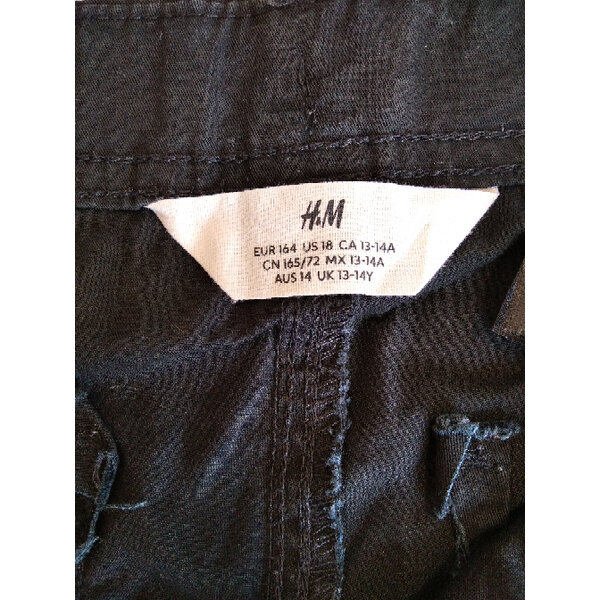 H&M
EUR 164 US 18 CA 13-14A
CN 165/72 MX 13-14A
AUS 14 UK 13-14Y